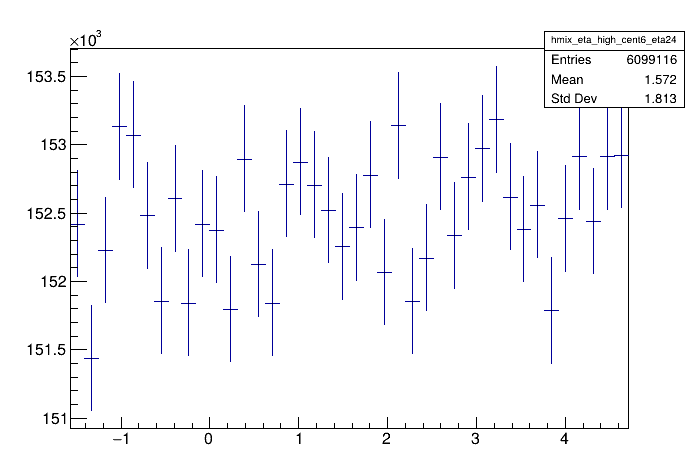 ×10³
hmix_eta_high_cent6_eta24
Entries 6099116
Mean 1.572
Std Dev 1.813
153.5
153
152.5
152
151.5
151
−1 0 1 2 3 4